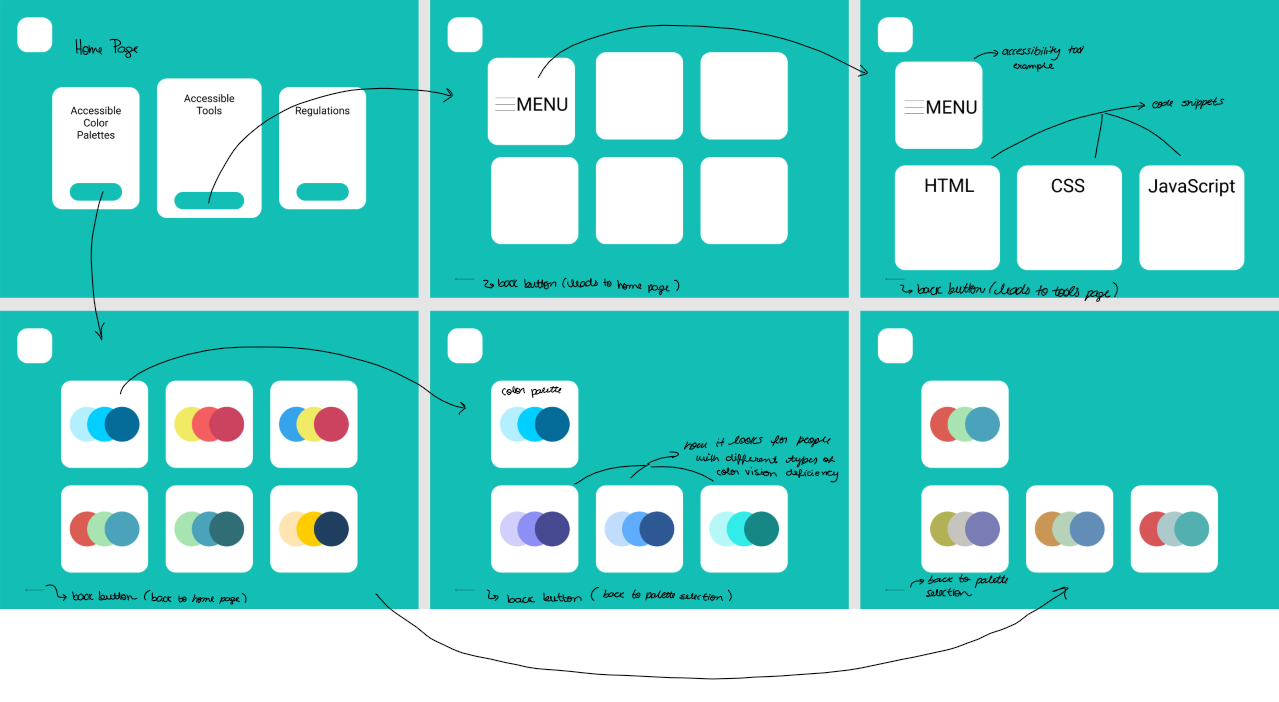 Home Page
Accessible
Color
Palettes
Accessible
Tools
Regulations
MENU
back button (leads to home page)
accessibility tool
example
MENU
code snippets
HTML
CSS
JavaScript
back button (leads to tools page)
back button (back to home page)
color palette
how it looks for people
with different types of
color vision deficiency
back button (back to palette selection)
back to palette
selection